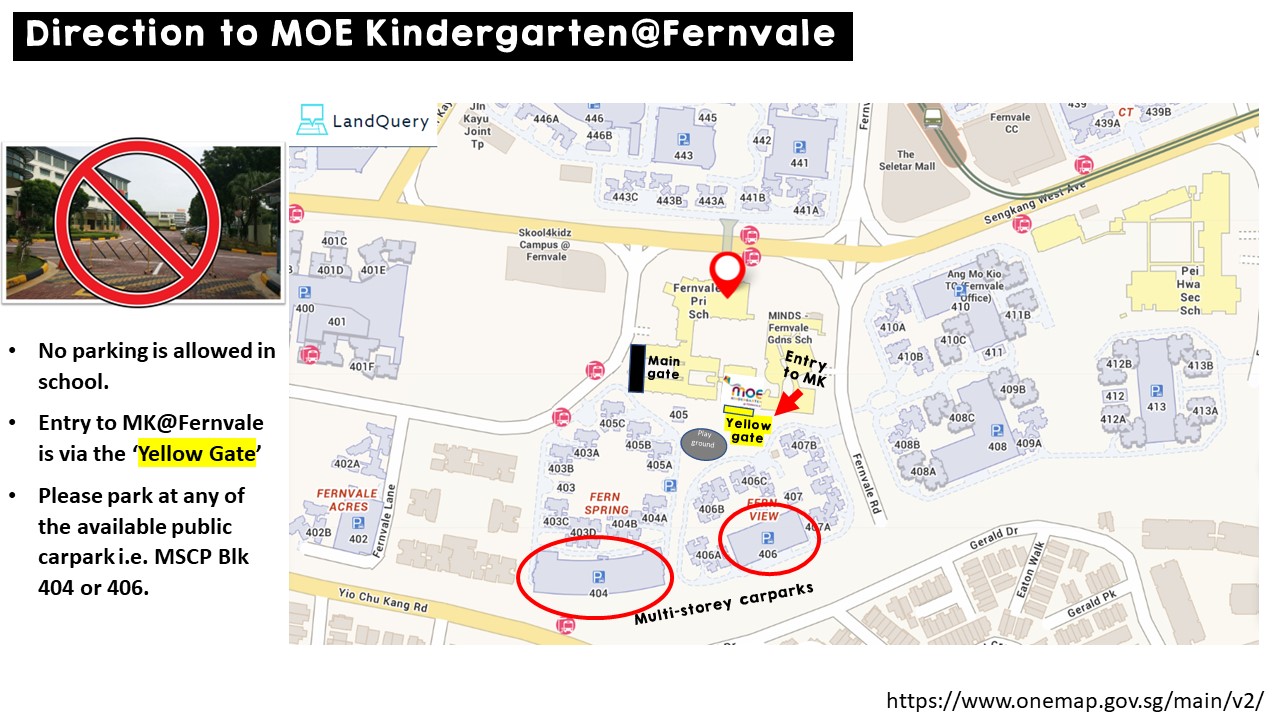 Direction to MOE Kindergarten@Fernvale
LandQuery
• No parking is allowed in
school.
• Entry to MK@Fernvale
is via the ‘Yellow Gate’
• Please park at any of
the available public
carpark i.e. MSCP Blk
404 or 406.
Jln
Kayu
Joint
Tp
446A
446
446B
445
443
442
441
443C
443B
443A
441B
441A
The
Seletar Mall
Fernvale
CC
439
439A
CT
439B
Sengkang West Ave
Skool4kidz
Campus @
Fernvale
401C
401D
401E
400
401
401F
Fernvale
Pri
Sch
MINDS -
Fernvale
Gdns Sch
Main
gate
Entry
to MK
moe
KINDERGARTEN
Yellow
gate
Play
ground
405
405C
405B
403A
405A
403B
403
FERN
SPRING
403C
403D
404B
404A
404
407B
406C
407
406B
FERN
VIEW
407A
406A
406
Multi-storey carparks
Fernvale Rd
Ang Mo Kio
TC (Fernvale
Office)
410
411B
410A
410C
410B
411
Pei
Hwa
Sec
Sch
409B
408C
408B
408
409A
408A
412B
413B
412
413
413A
412A
402A
FERNVALE
ACRES
402B
402
Fernvale Lane
Yio Chu Kang Rd
Gerald Dr
Eaton Walk
Gerald Pk
https://www.onemap.gov.sg/main/v2/